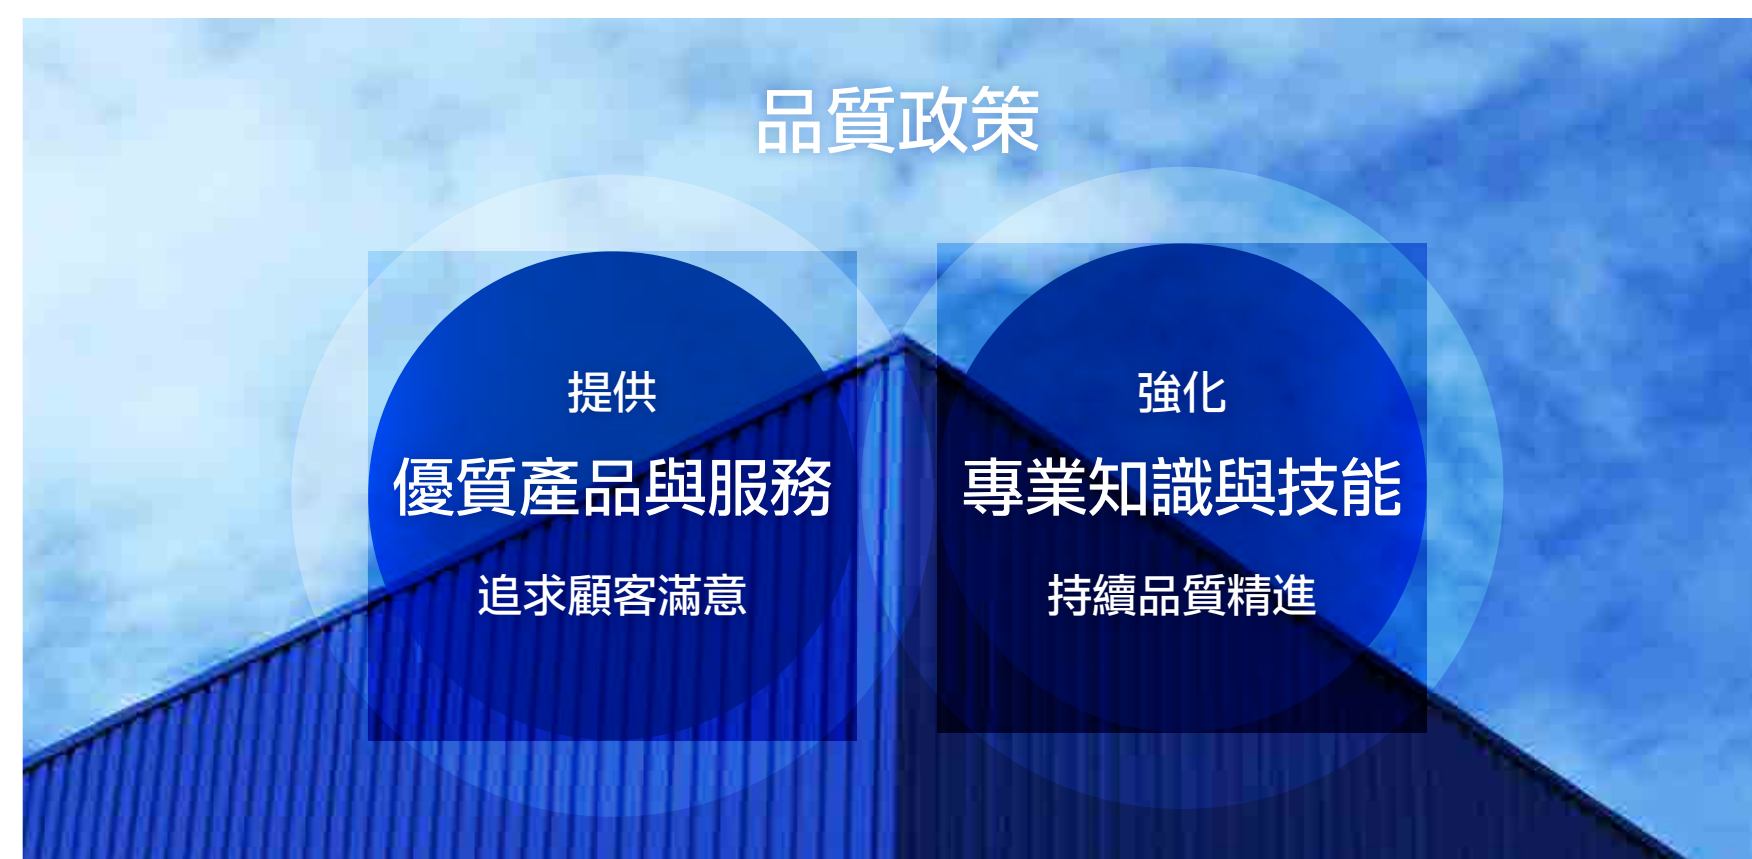 品質政策
提供
優質產品與服務
追求顧客滿意
強化
專業知識與技能
持續品質精進